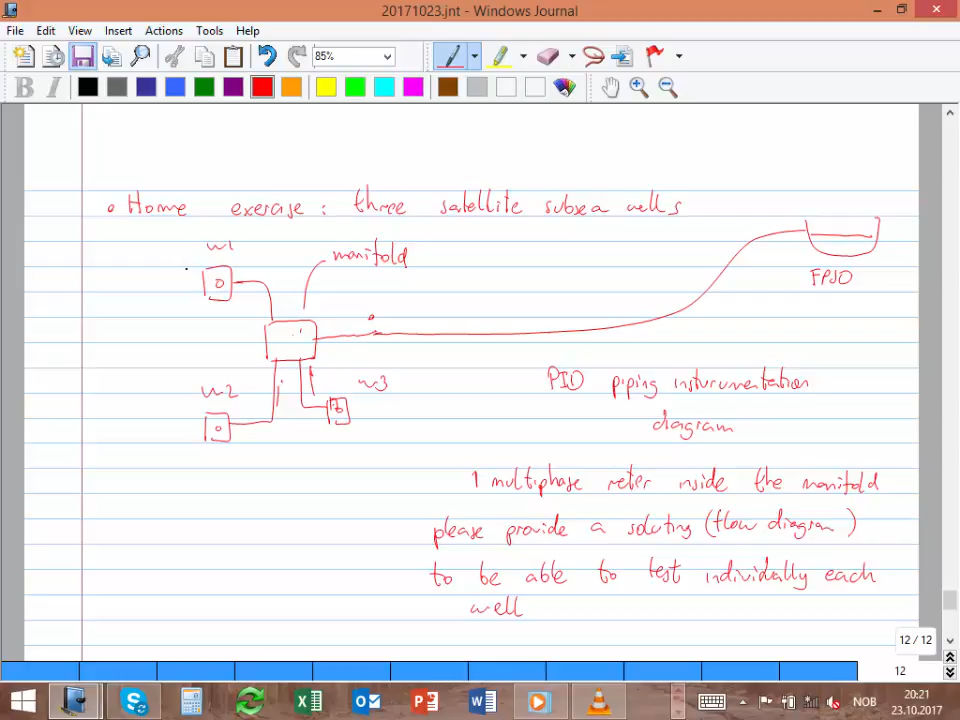 20171023.jnt - Windows Journal
File Edit View Insert Actions Tools Help
85%
B I
• Home exercise: three satellite subsea wells
w1
manifold
FPSO
w2
w3
PID piping insturumentation
diagram
1 multiphase meter inside the manifold
please provide a solution (flow diagram)
to be able to test individally each
well
12 / 12
12
NOB
20:21
23.10.2017